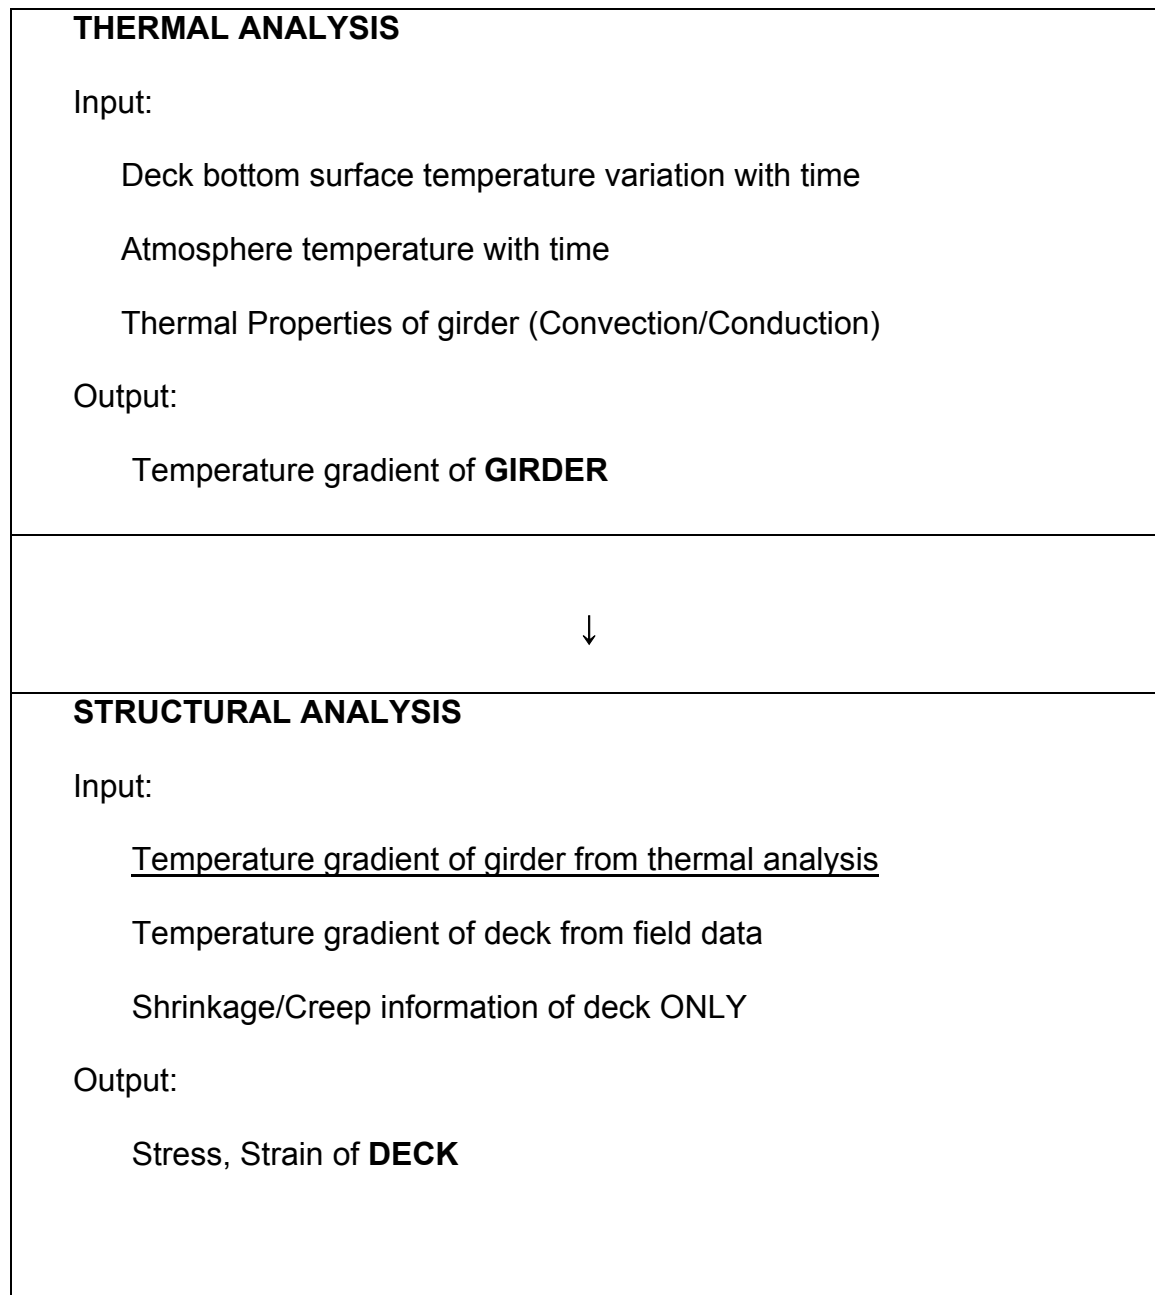 THERMAL ANALYSIS
Input:
Deck bottom surface temperature variation with time
Atmosphere temperature with time
Thermal Properties of girder (Convection/Conduction)
Output:
Temperature gradient of GIRDER
↓
STRUCTURAL ANALYSIS
Input:
Temperature gradient of girder from thermal analysis
Temperature gradient of deck from field data
Shrinkage/Creep information of deck ONLY
Output:
Stress, Strain of DECK